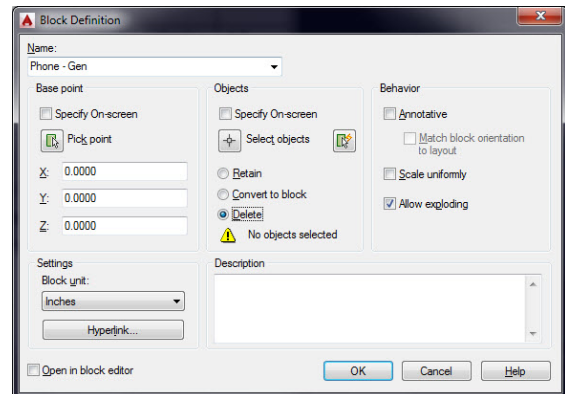 Block Definition
Name:
Phone - Gen
Base point
Specify On-screen
Pick point
X: 0.0000
Y: 0.0000
Z: 0.0000
Objects
Specify On-screen
Select objects
Retain
Convert to block
Delete
No objects selected
Behavior
Annotative
Match block orientation
to layout
Scale uniformly
Allow exploding
Settings
Block unit:
Inches
Hyperlink...
Description
Open in block editor
OK
Cancel
Help